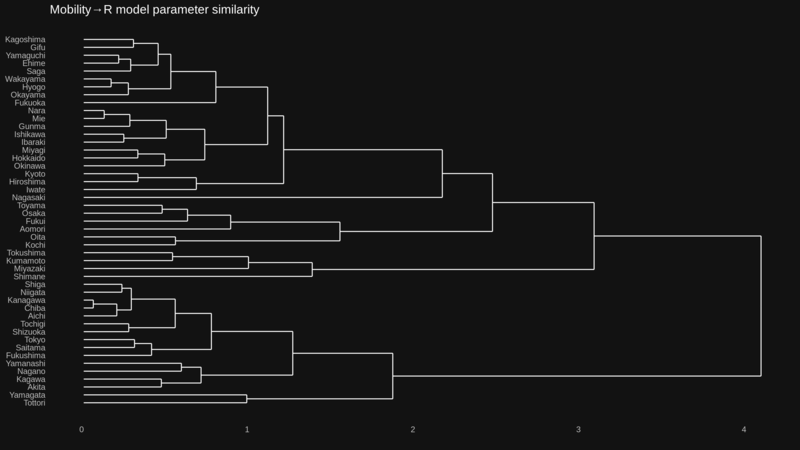 Mobility→R model parameter similarity
Kagoshima
Gifu
Yamaguchi
Ehime
Saga
Wakayama
Hyogo
Okayama
Fukuoka
Nara
Mie
Gunma
Ishikawa
Ibaraki
Miyagi
Hokkaido
Okinawa
Kyoto
Hiroshima
Iwate
Nagasaki
Toyama
Osaka
Fukui
Aomori
Oita
Kochi
Tokushima
Kumamoto
Miyazaki
Shimane
Shiga
Niigata
Kanagawa
Chiba
Aichi
Tochigi
Shizuoka
Tokyo
Saitama
Fukushima
Yamanashi
Nagano
Kagawa
Akita
Yamagata
Tottori
0 1 2 3 4